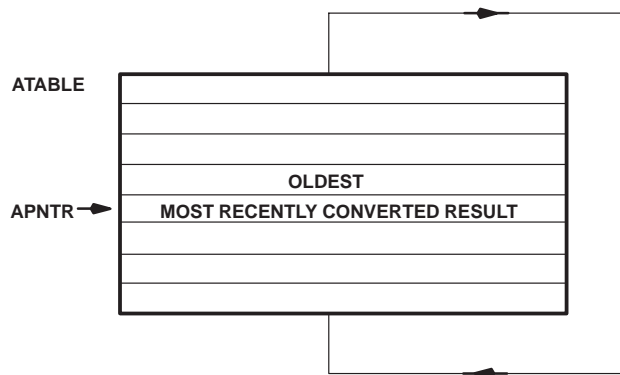 ATABLE
OLDEST
APNTR
MOST RECENTLY CONVERTED RESULT